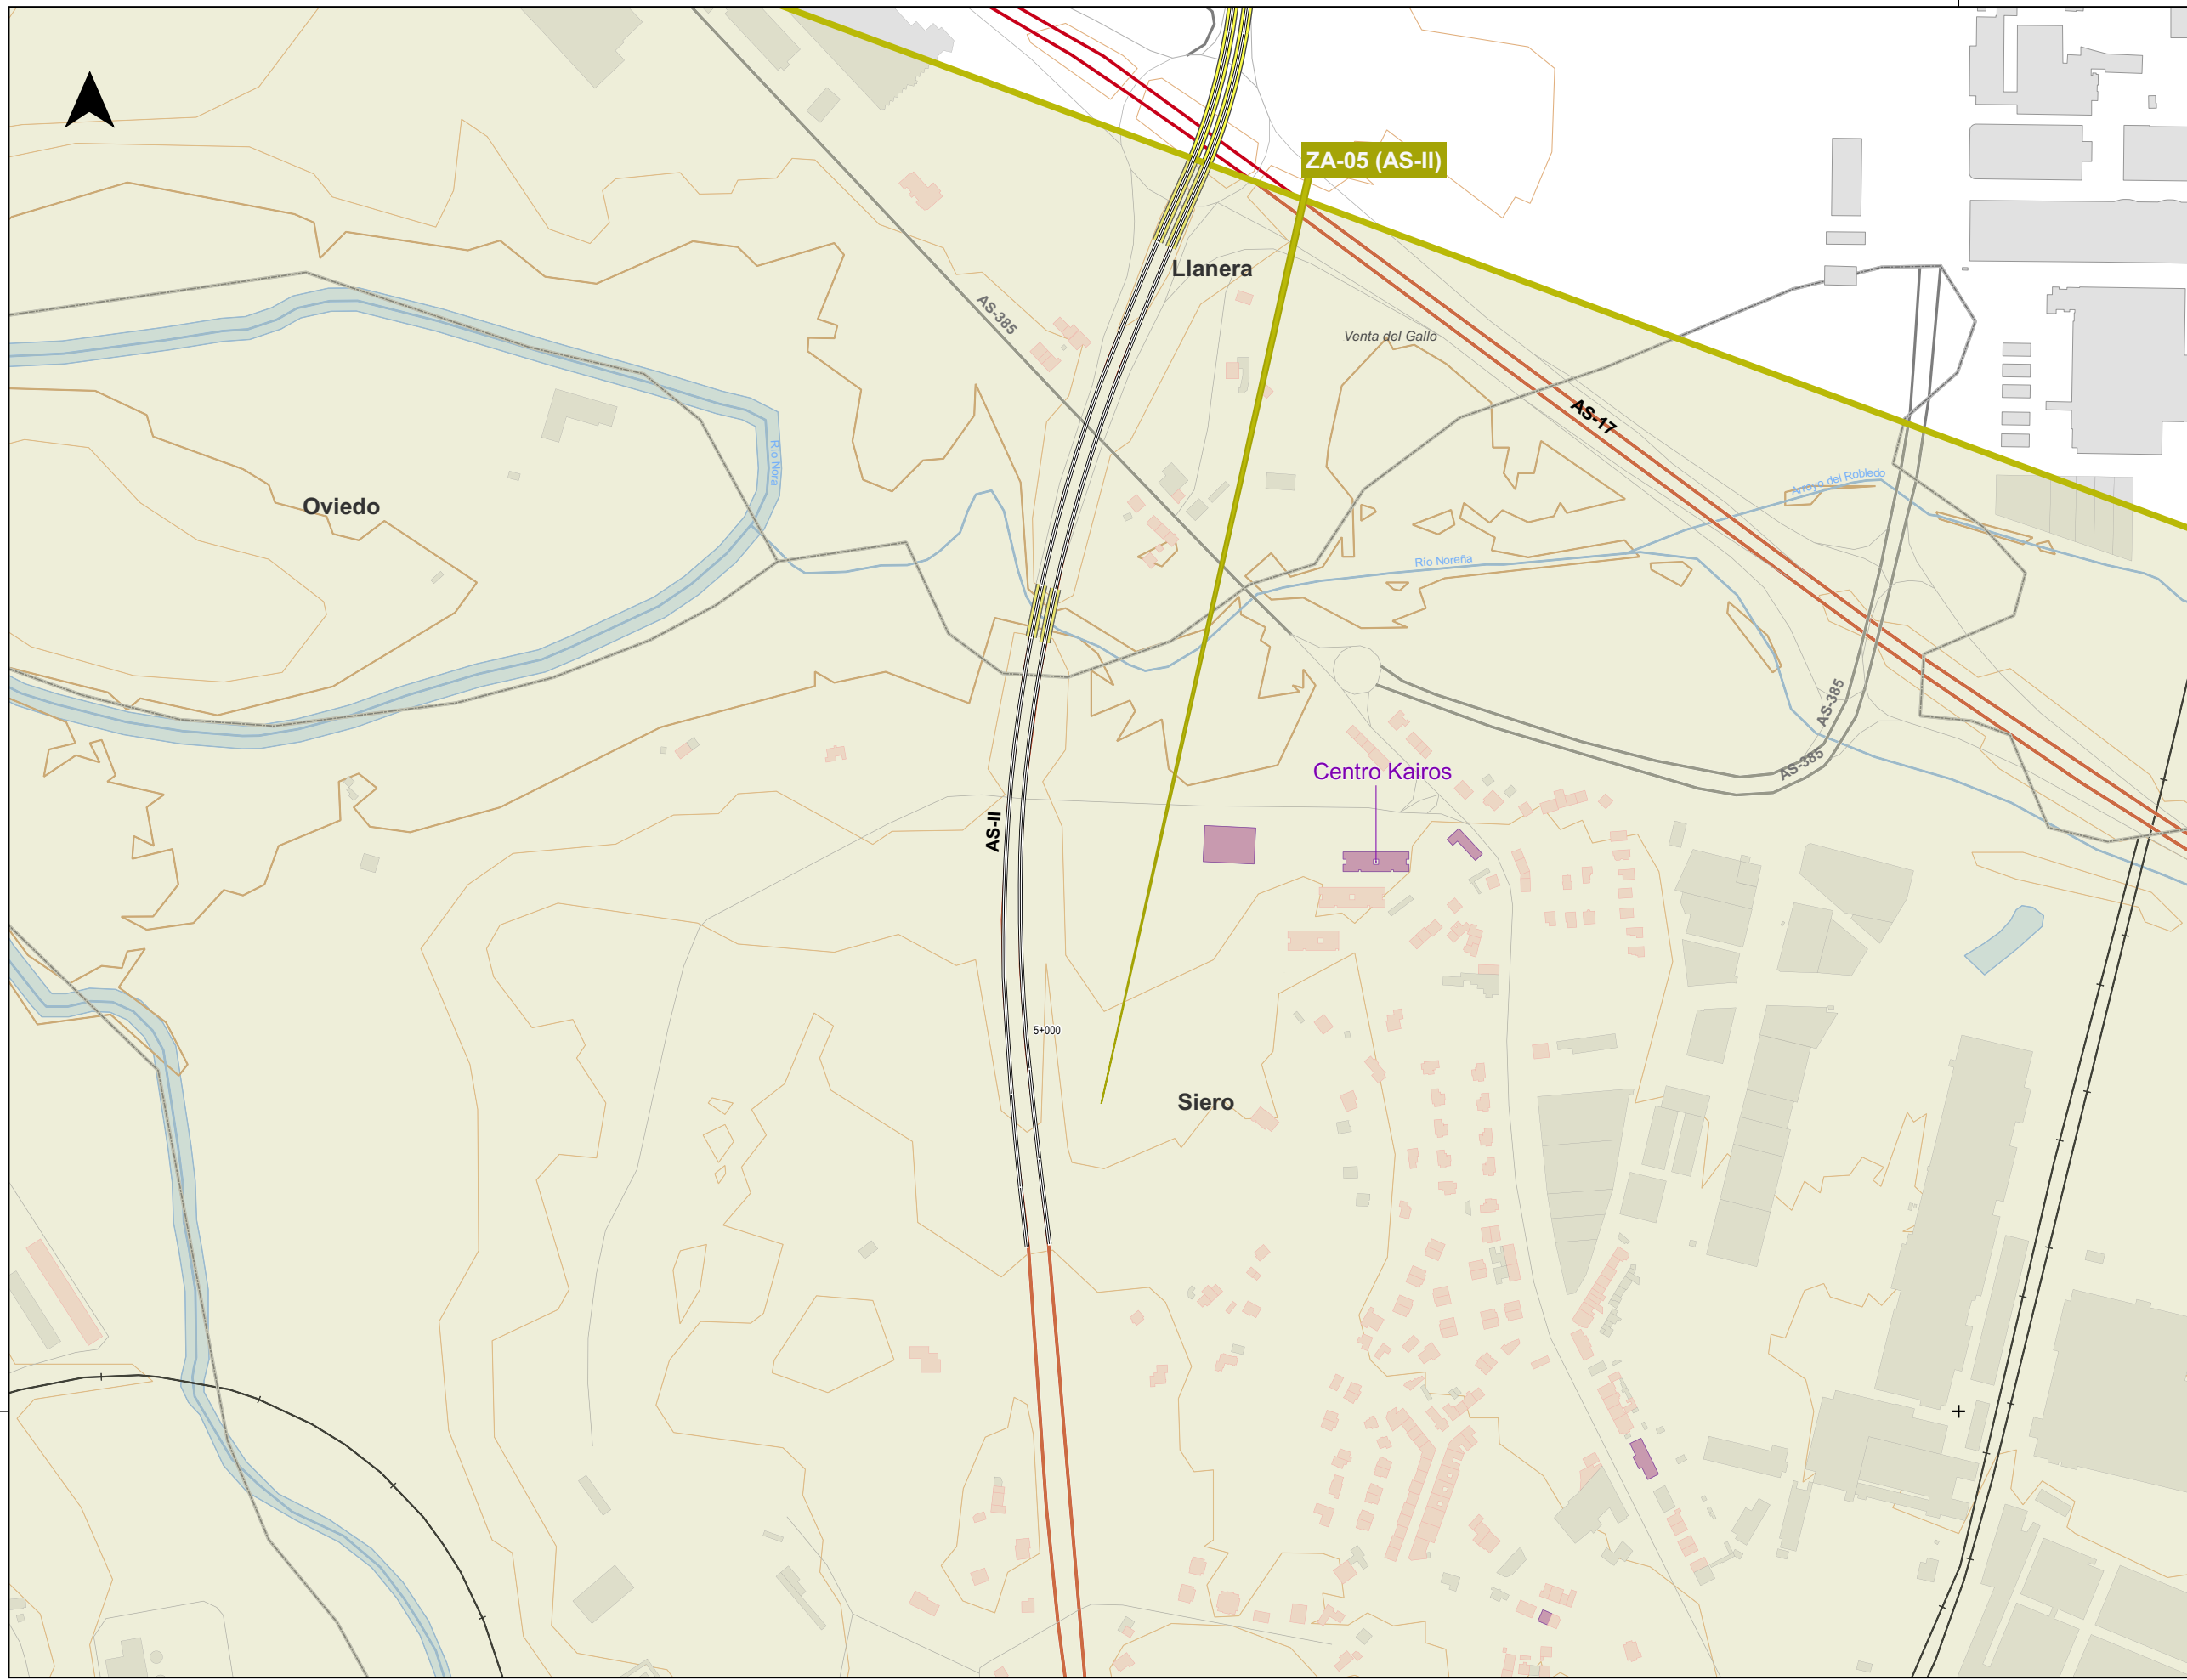 ZA-05 (AS-II)
Llanera
AS-385
Venta del Gallo
AS-17
Río Nora
Arroyo del Robledo
Oviedo
Río Noreña
AS-385
AS-385
Centro Kairos
AS-II
5+000
Siero